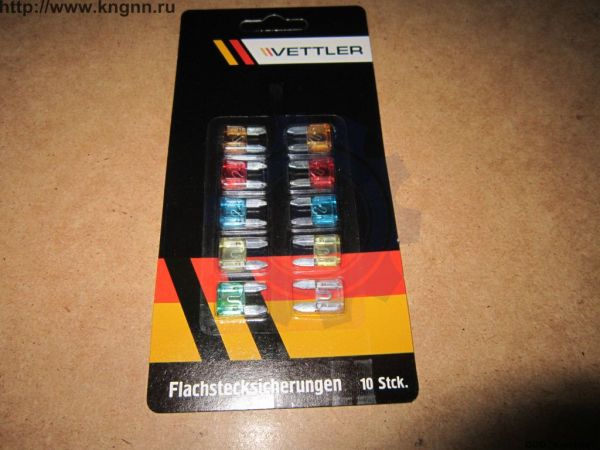 http://www.kngnn.ru
VETTLER
Flachstecksicherungen 10 Stck.